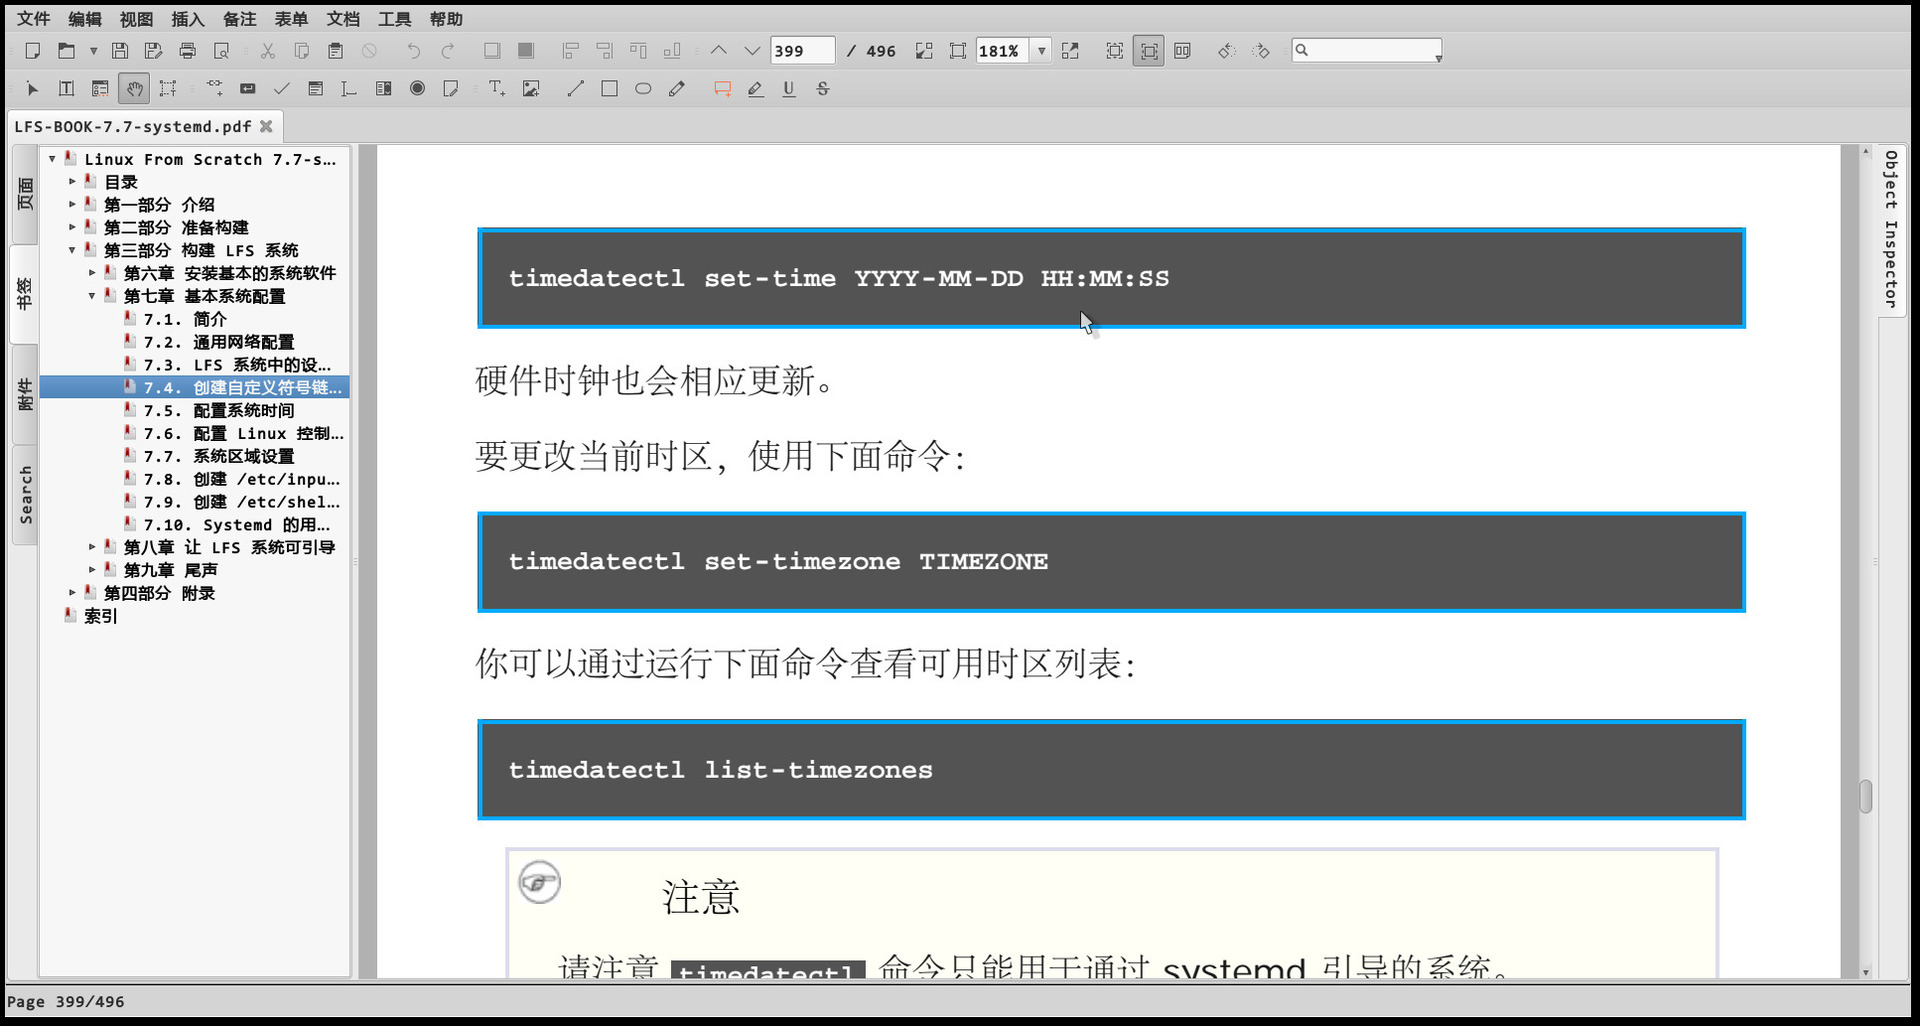 文件 编辑 视图 插入 备注 表单 文档 工具 帮助
399 / 496 181%
LFS-BOOK-7.7-systemd.pdf
页面
书签
附件
Search
Linux From Scratch 7.7-s...
目录
第一部分 介绍
第二部分 准备构建
第三部分 构建 LFS 系统
第六章 安装基本的系统软件
第七章 基本系统配置
7.1. 简介
7.2. 通用网络配置
7.3. LFS 系统中的设...
7.4. 创建自定义符号链...
7.5. 配置系统时间
7.6. 配置 Linux 控制...
7.7. 系统区域设置
7.8. 创建 /etc/inpu...
7.9. 创建 /etc/shel...
7.10. Systemd 的用...
第八章 让 LFS 系统可引导
第九章 尾声
第四部分 附录
索引
timedatectl set-time YYYY-MM-DD HH:MM:SS
硬件时钟也会相应更新。
要更改当前时区，使用下面命令：
timedatectl set-timezone TIMEZONE
你可以通过运行下面命令查看可用时区列表：
timedatectl list-timezones
注意
请注意 timedatectl 命令只能用于通过 systemd 引导的系统。
Object Inspector
Page 399/496